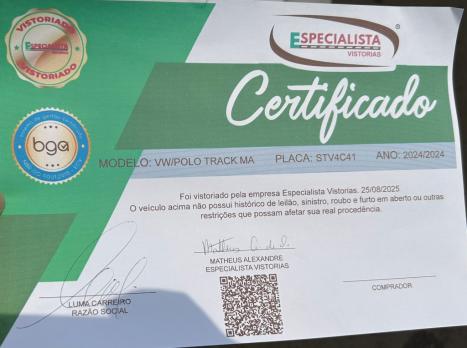 VISTORIADO
ESPECIALISTA
VISTORIADO
ESPECIALISTA
VISTORIAS
®
Certificado
bga
MODELO: VW/POLO TRACK MA PLACA: STV4C41 ANO: 2024/2024
Foi vistoriado pela empresa Especialista Vistorias. 25/08/2025
O veículo acima não possui histórico de leilão, sinistro, roubo e furto em aberto ou outras
restrições que possam afetar sua real procedência.
MATHEUS ALEXANDRE
ESPECIALISTA VISTORIAS
LUMA CARREIRO
RAZÃO SOCIAL
COMPRADOR